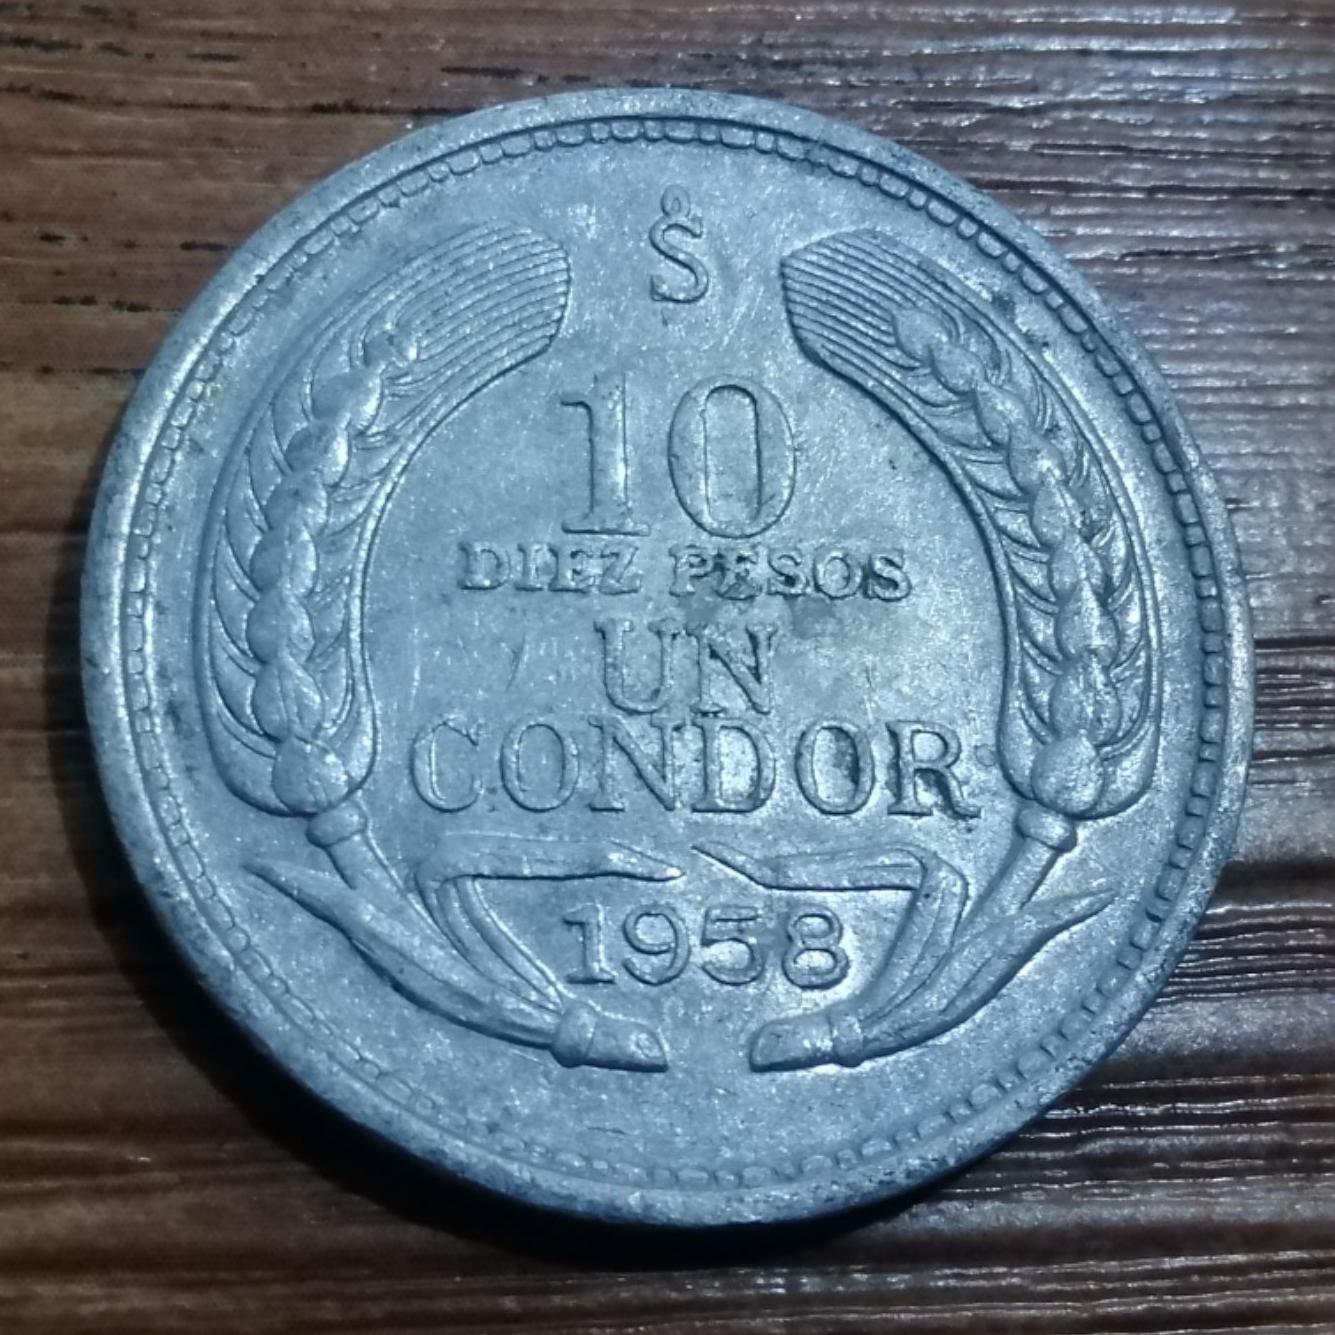 S̊
10
DIEZ PESOS
UN
CONDOR
1958